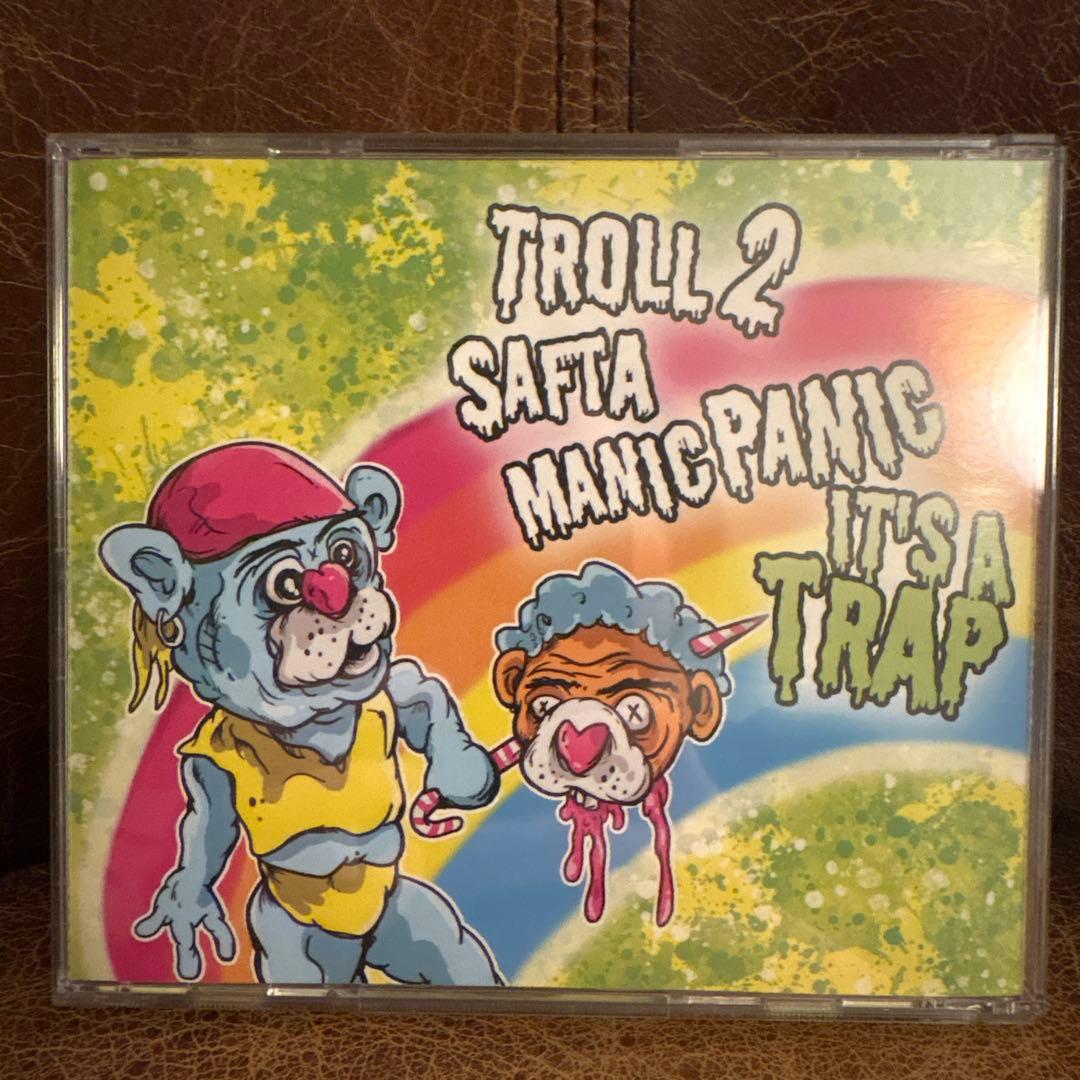 TROLL 2
SAFTA
MANIC PANIC
IT'S A
TRAP